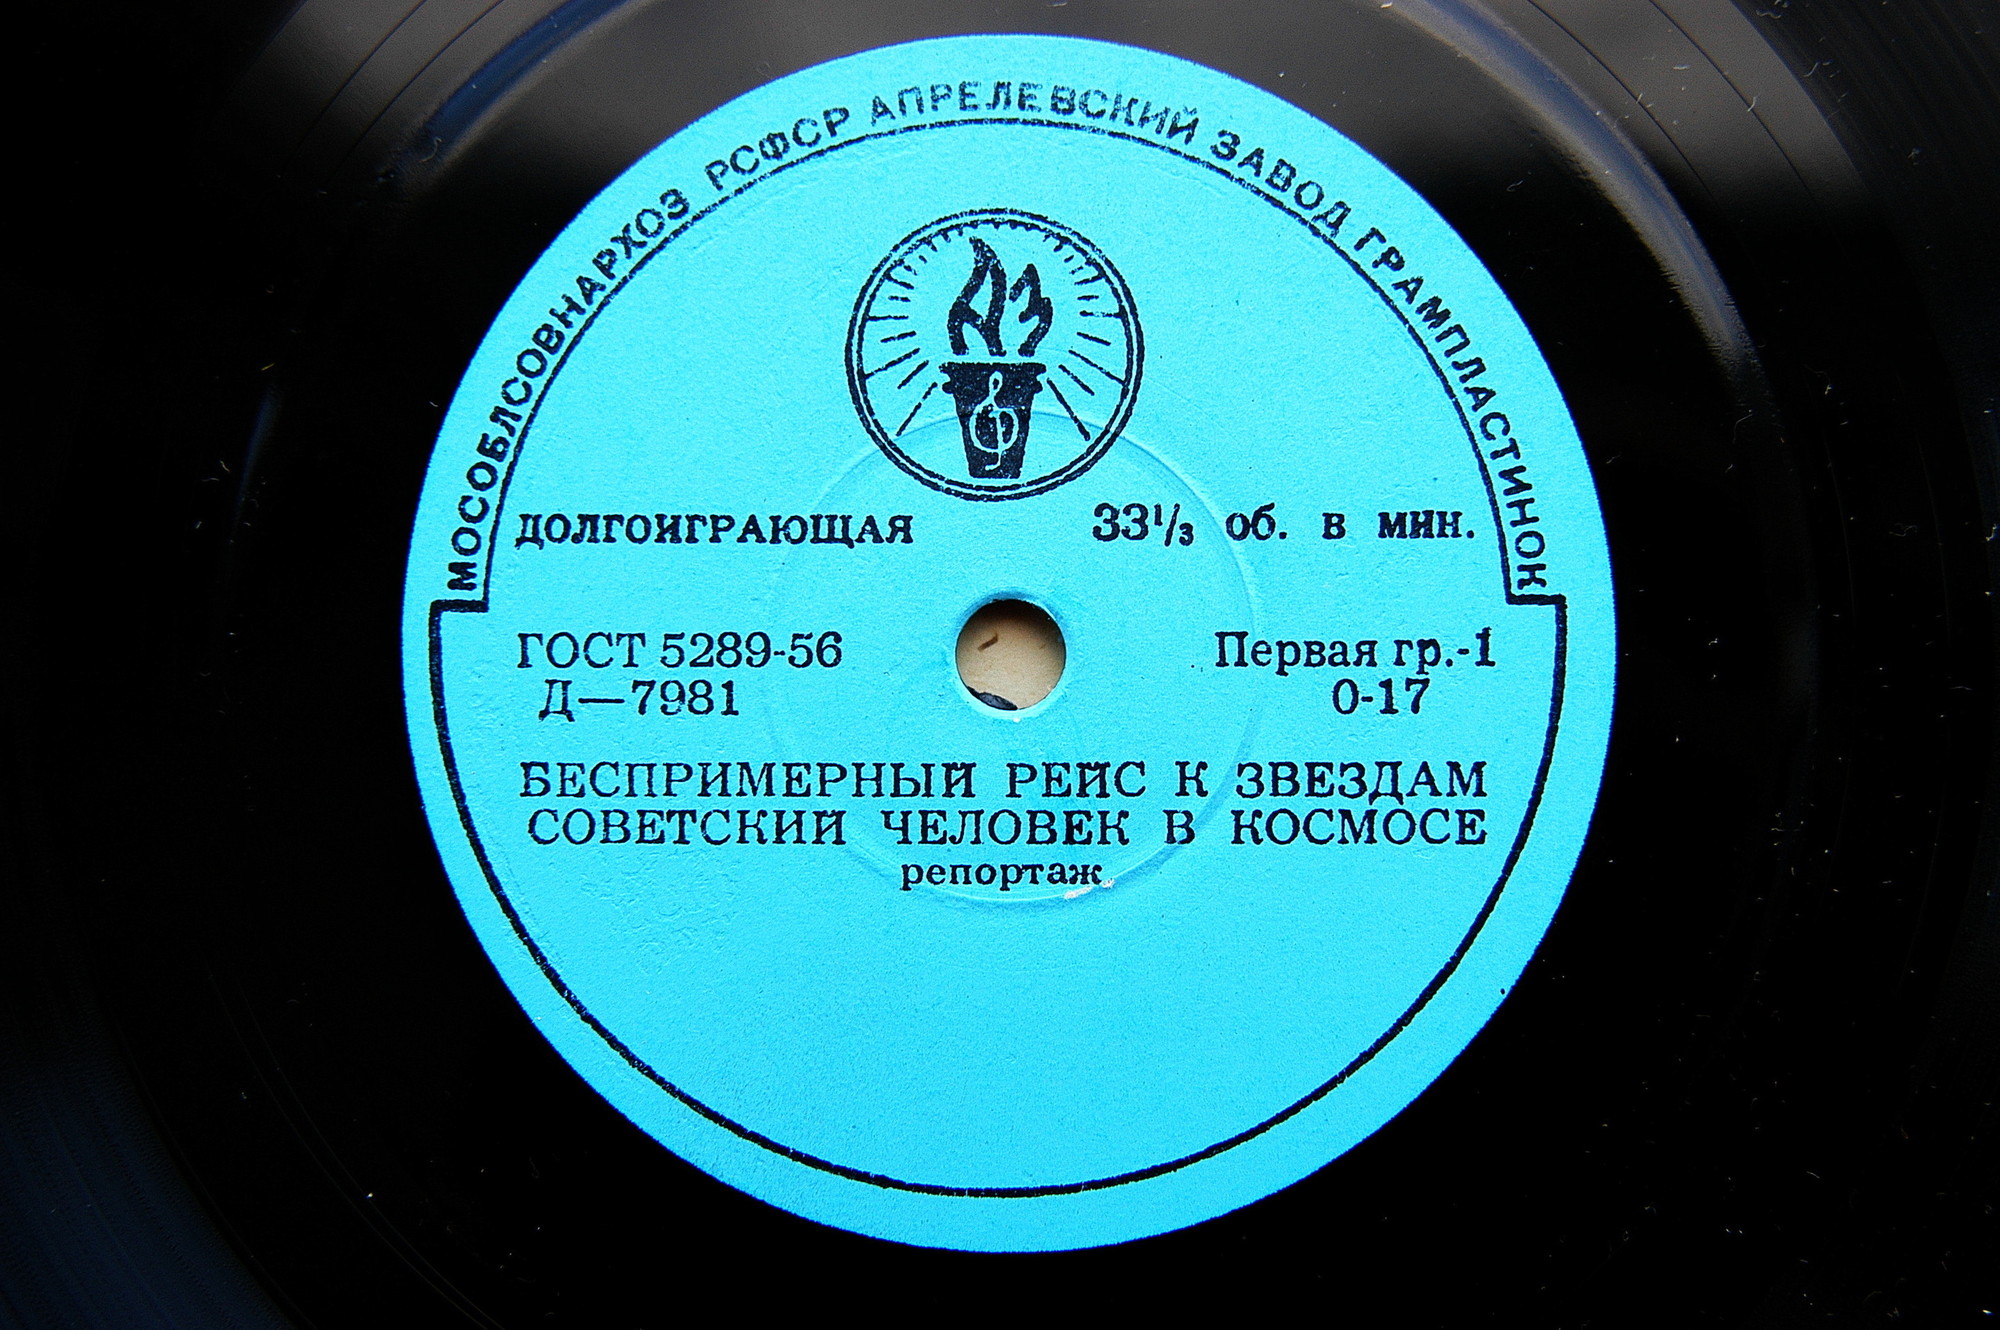 МОСОБЛСОВНАРХОЗ РСФСР АПРЕЛЕВСКИЙ ЗАВОД ГРАМПЛАСТИНОК
ДОЛГОИГРАЮЩАЯ 33¹/₃ об. в мин.
ГОСТ 5289-56 Первая гр.-1
Д—7981 0-17
БЕСПРИМЕРНЫЙ РЕЙС К ЗВЕЗДАМ
СОВЕТСКИЙ ЧЕЛОВЕК В КОСМОСЕ
репортаж